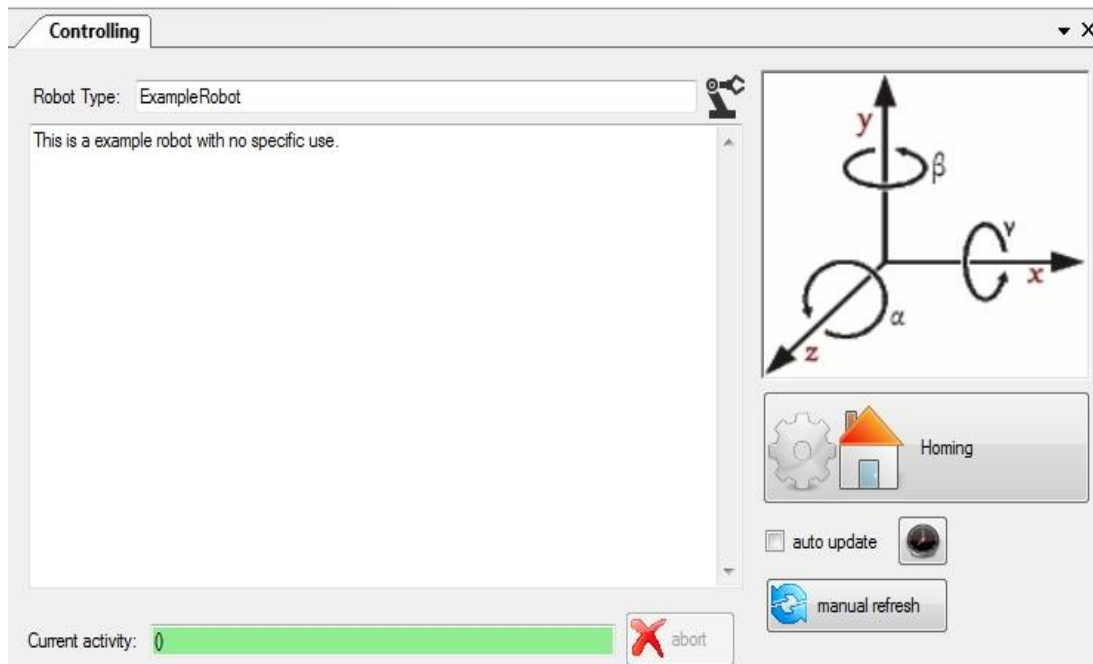 Controlling
Robot Type: ExampleRobot
This is a example robot with no specific use.
y
β
γ
x
α
z
Homing
auto update
manual refresh
Current activity: ()
abort